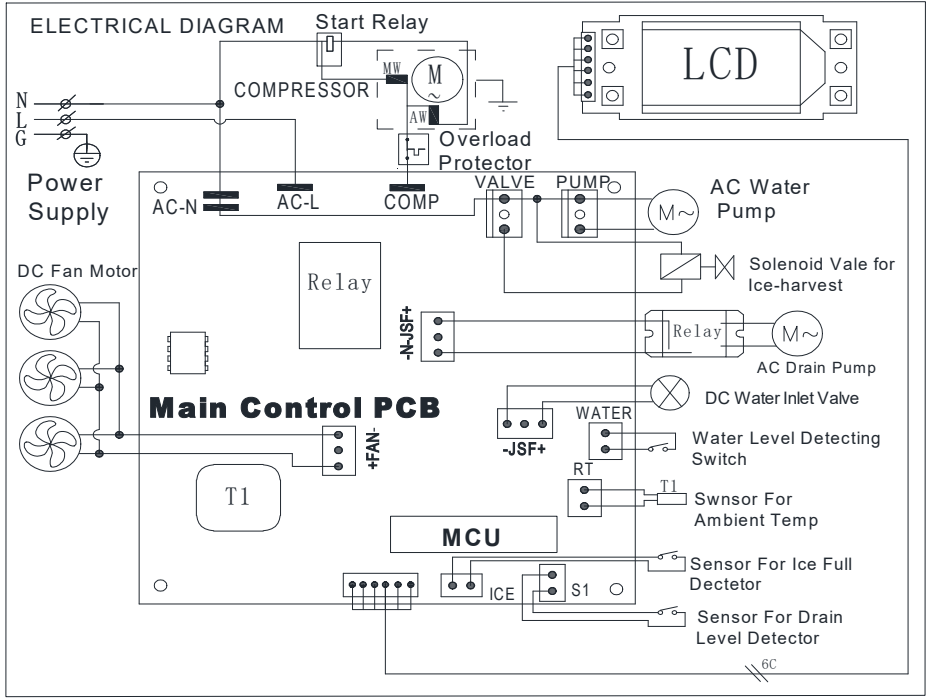 ELECTRICAL DIAGRAM
Start Relay
LCD
MW
M
~
COMPRESSOR
AW
N
L
G
Overload
Protector
Power
Supply
VALVE
PUMP
AC-N
AC-L
COMP
M~
AC Water
Pump
DC Fan Motor
Relay
Solenoid Vale for
Ice-harvest
-N-JSF+
Relay
M~
AC Drain Pump
Main Control PCB
DC Water Inlet Valve
-JSF+
WATER
+FAN-
Water Level Detecting
Switch
RT
T1
T1
Swnsor For
Ambient Temp
MCU
Sensor For Ice Full
Dectetor
ICE
S1
Sensor For Drain
Level Detector
6C